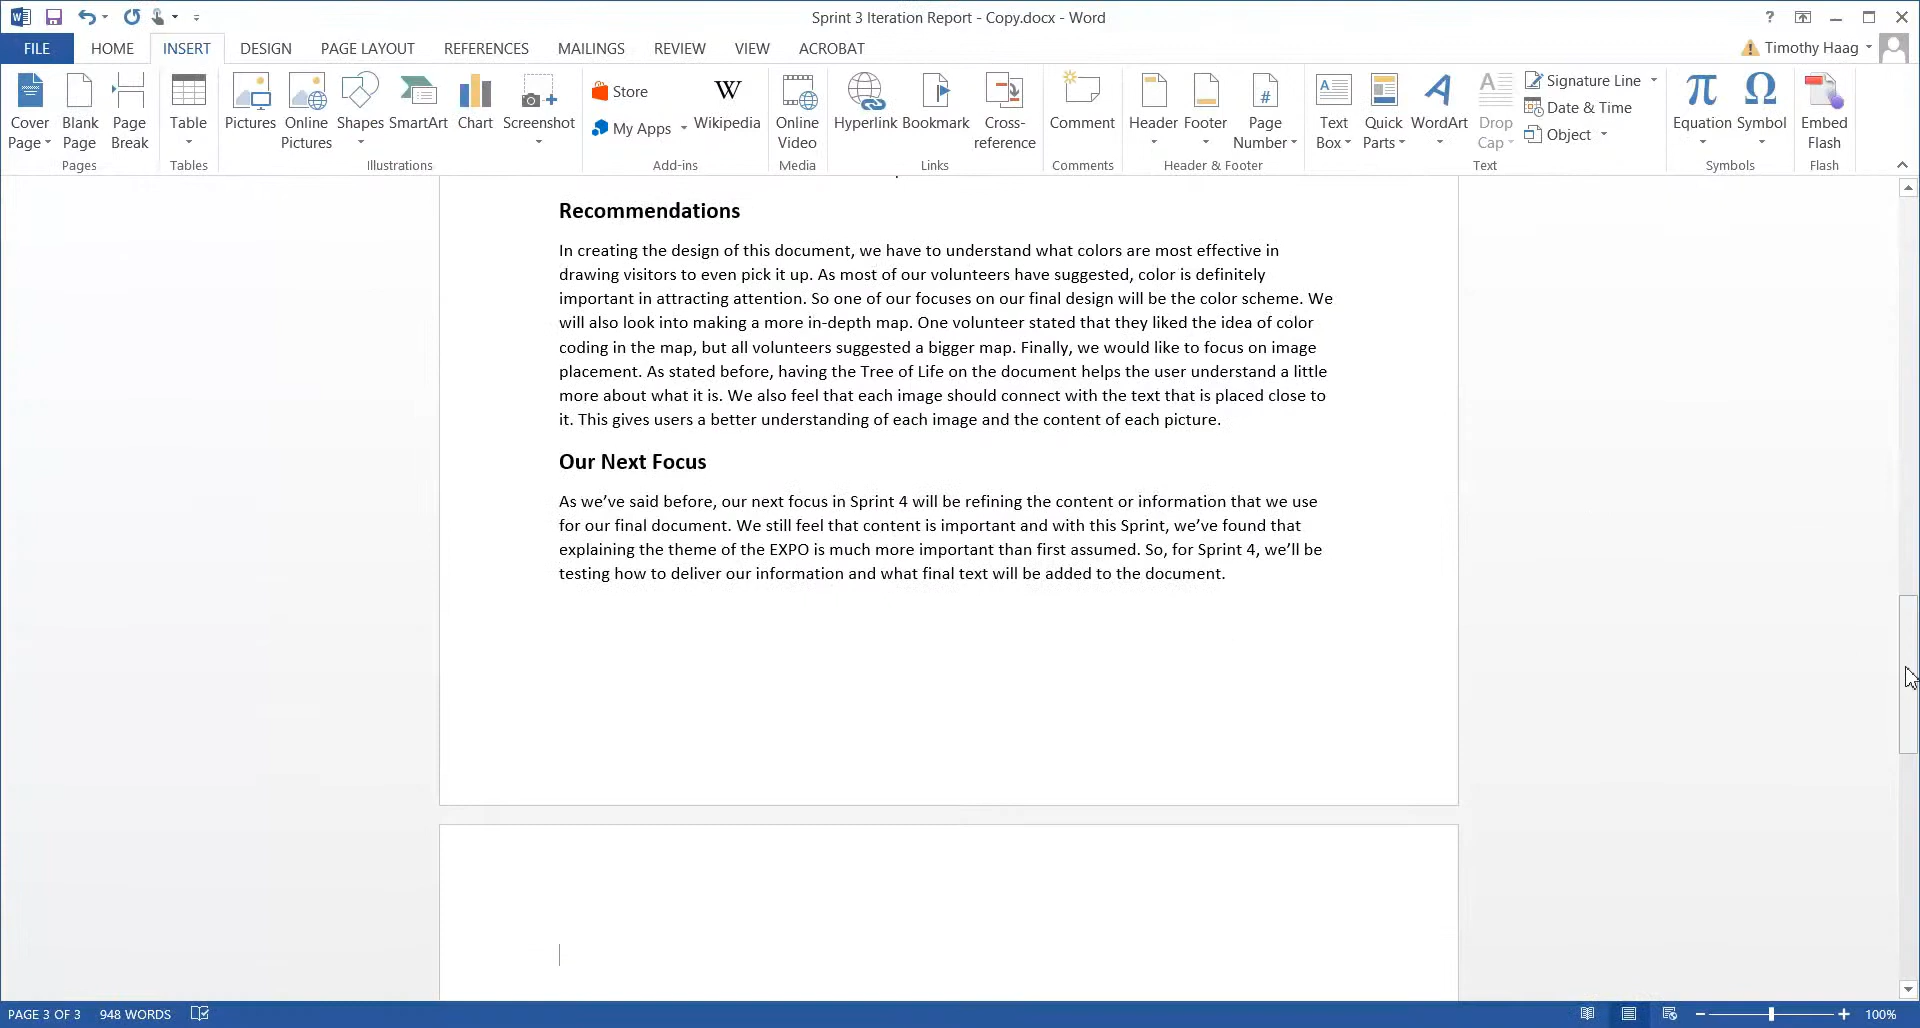 Sprint 3 Iteration Report - Copy.docx - Word
?
FILE HOME INSERT DESIGN PAGE LAYOUT REFERENCES MAILINGS REVIEW VIEW ACROBAT
Timothy Haag
Cover Page
Blank Page
Page Break
Pages
Table
Tables
Pictures
Online Pictures
Shapes
SmartArt
Chart
Screenshot
Illustrations
Store
My Apps
W
Wikipedia
Add-ins
Online Video
Media
Hyperlink
Bookmark
Cross-reference
Links
Comment
Comments
Header
Footer
Page Number
Header & Footer
Text Box
Quick Parts
WordArt
Drop Cap
Signature Line
Date & Time
Object
Text
π
Equation
Ω
Symbol
Symbols
Embed Flash
Flash
Recommendations
In creating the design of this document, we have to understand what colors are most effective in
drawing visitors to even pick it up. As most of our volunteers have suggested, color is definitely
important in attracting attention. So one of our focuses on our final design will be the color scheme. We
will also look into making a more in-depth map. One volunteer stated that they liked the idea of color
coding in the map, but all volunteers suggested a bigger map. Finally, we would like to focus on image
placement. As stated before, having the Tree of Life on the document helps the user understand a little
more about what it is. We also feel that each image should connect with the text that is placed close to
it. This gives users a better understanding of each image and the content of each picture.
Our Next Focus
As we’ve said before, our next focus in Sprint 4 will be refining the content or information that we use
for our final document. We still feel that content is important and with this Sprint, we’ve found that
explaining the theme of the EXPO is much more important than first assumed. So, for Sprint 4, we’ll be
testing how to deliver our information and what final text will be added to the document.
PAGE 3 OF 3 948 WORDS
100%